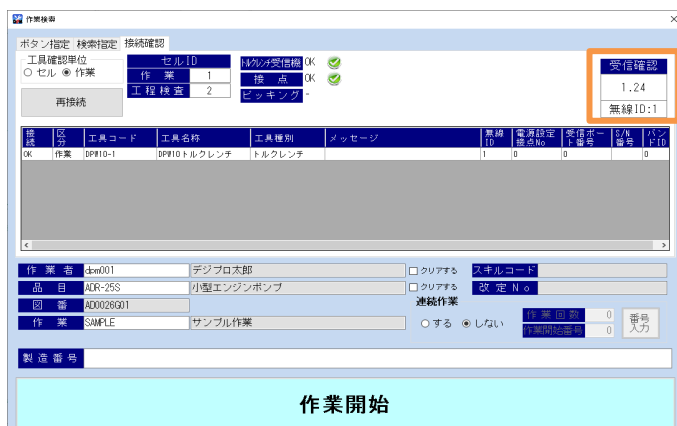 作業検索
ボタン指定 検索指定 接続確認
工具確認単位
セル 作業
再接続
セルID
作業 1
工程検査 2
トルクレンチ受信機 OK
接点 OK
ピッキング -
受信確認
1.24
無線ID:1
接続 区分 工具コード 工具名称 工具種別 メッセージ 無線ID 電源設定接点No 受信ポート番号 S/N番号 バンドID
OK 作業 DPW10-1 DPW10トルクレンチ トルクレンチ 1 0 0 0
作業者 dpm001 デジプロ太郎 クリアする スキルコード
品目 ADR-25S 小型エンジンポンプ クリアする 改定No
図番 AD0026G01 連続作業
作業 SAMPLE サンプル作業 する しない
作業回数 0
作業開始番号 0
番号入力
製造番号
作業開始